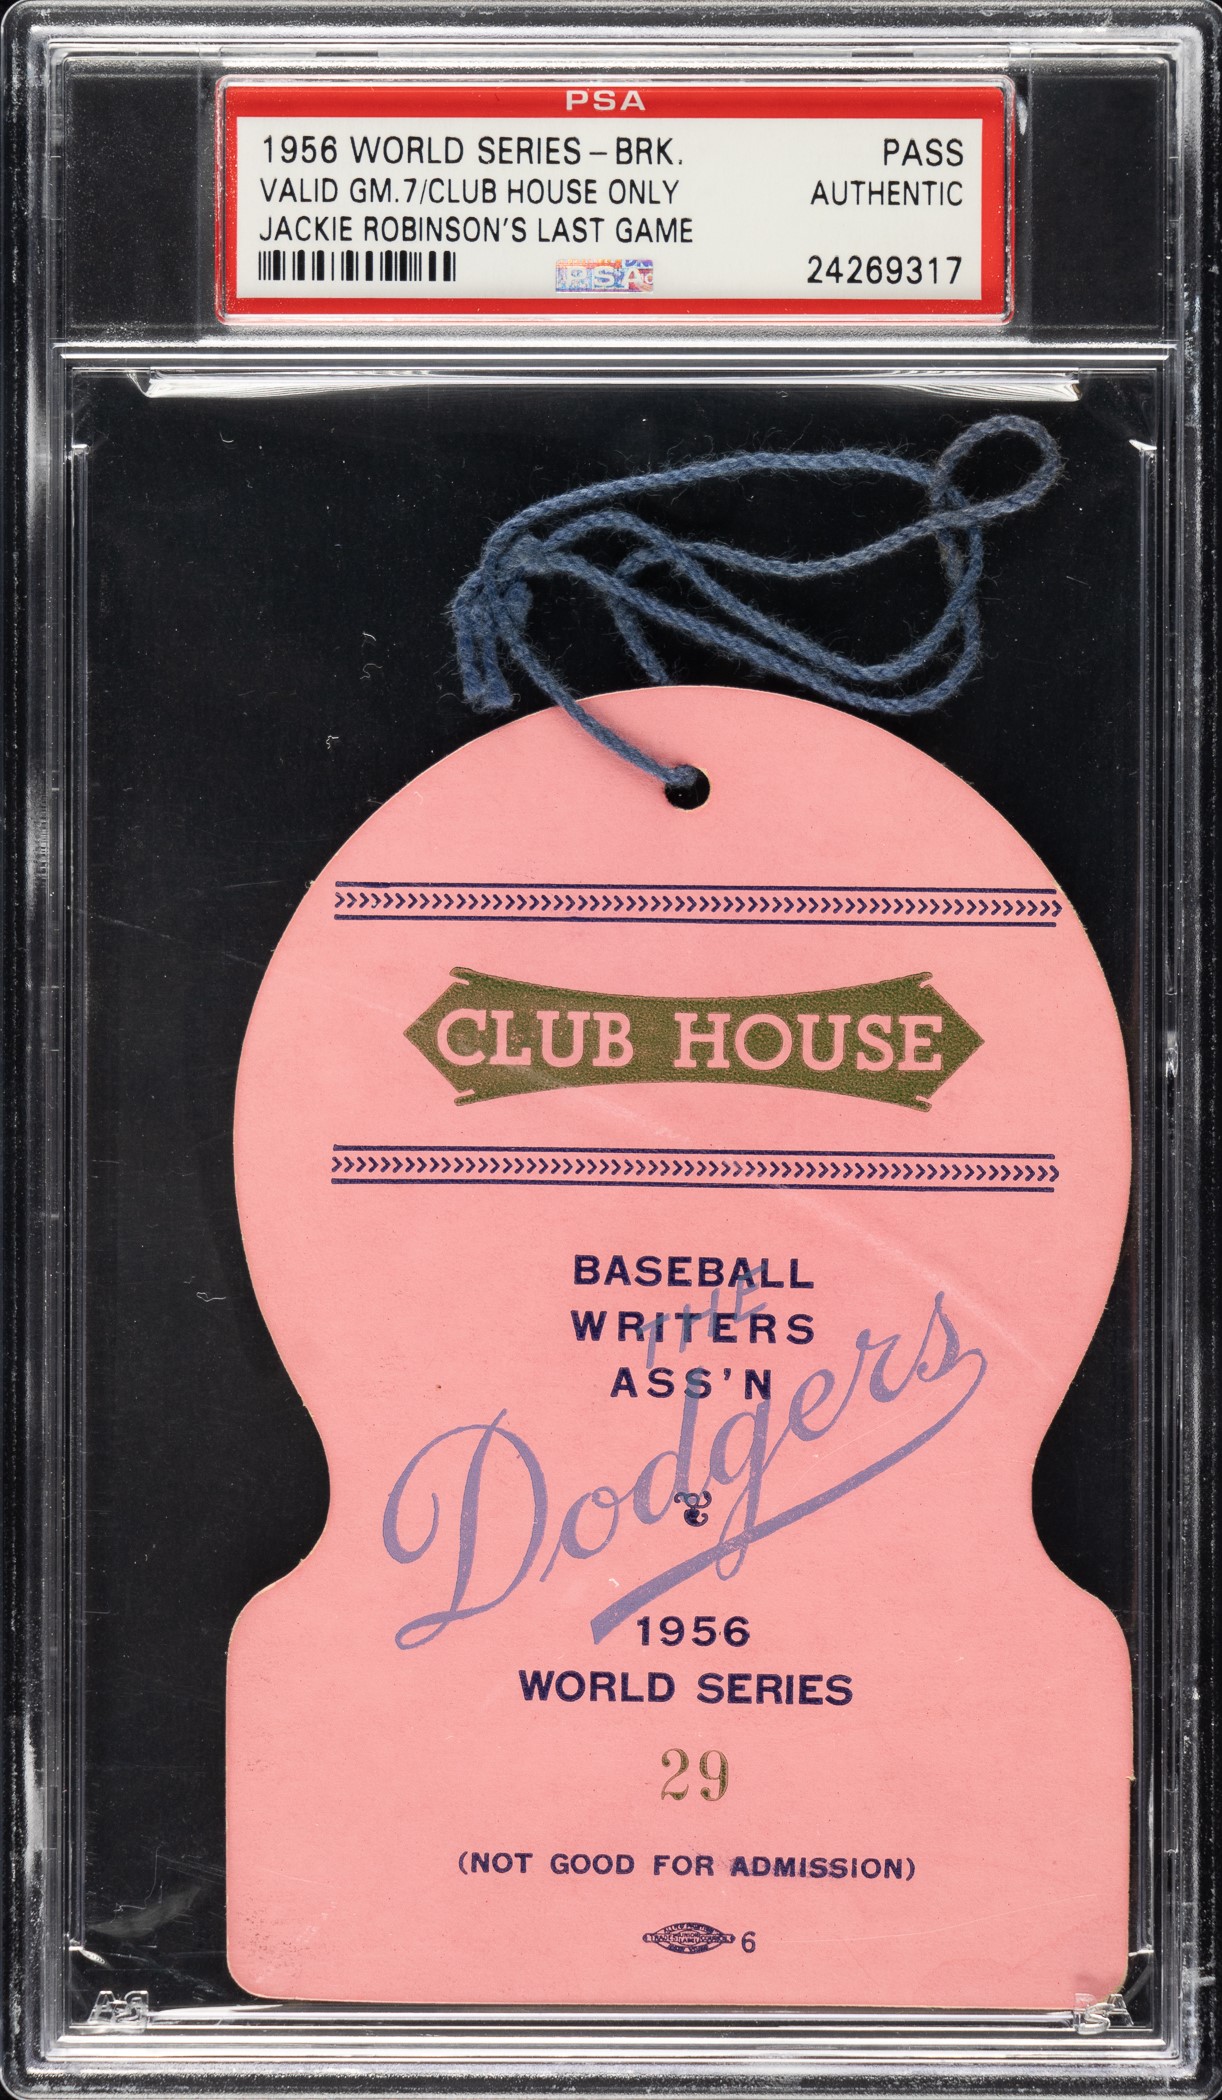 PSA
1956 WORLD SERIES – BRK.
PASS
VALID GM.7/CLUB HOUSE ONLY
AUTHENTIC
JACKIE ROBINSON'S LAST GAME
PSA
24269317
CLUB HOUSE
BASEBALL
WRITERS
ASS'N
THE
Dodgers
1956
WORLD SERIES
29
(NOT GOOD FOR ADMISSION)
6